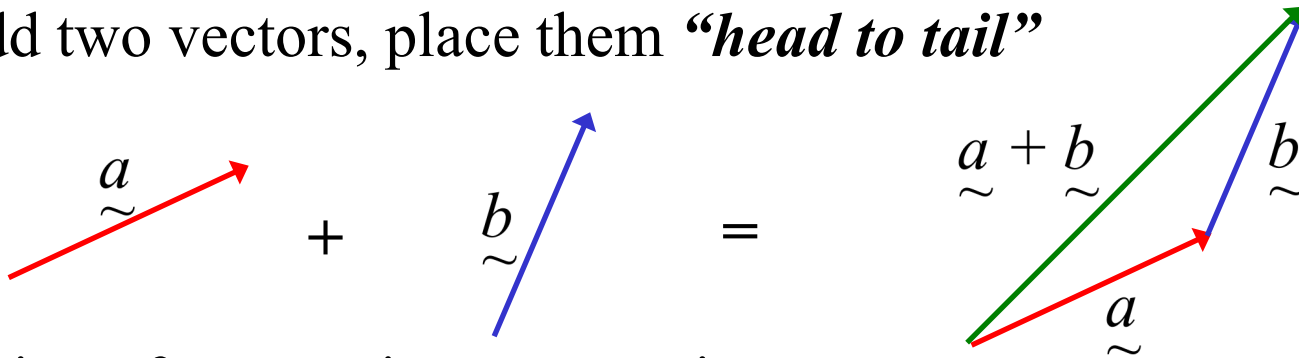 two vectors, place them “head to tail”
a
a + b
b
b
+
=
a